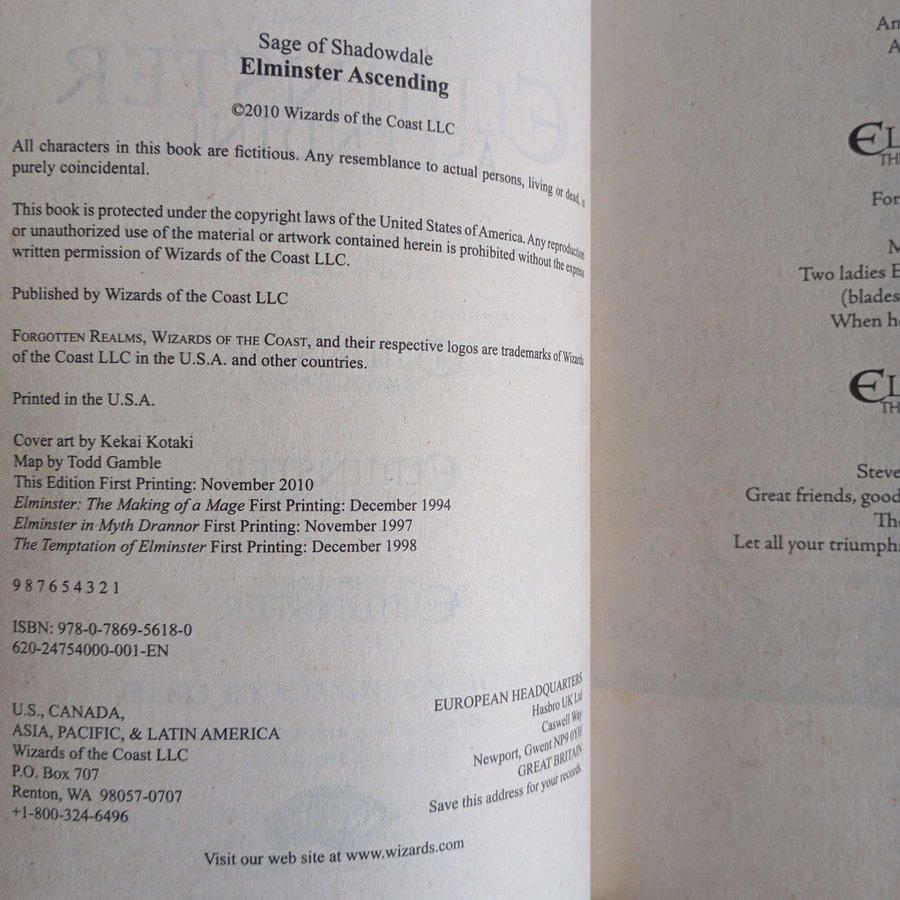 Sage of Shadowdale
Elminster Ascending
©2010 Wizards of the Coast LLC
All characters in this book are fictitious. Any resemblance to actual persons, living or dead, is
purely coincidental.
This book is protected under the copyright laws of the United States of America. Any reproduction
or unauthorized use of the material or artwork contained herein is prohibited without the express
written permission of Wizards of the Coast LLC.
Published by Wizards of the Coast LLC
FORGOTTEN REALMS, WIZARDS OF THE COAST, and their respective logos are trademarks of Wizards
of the Coast LLC in the U.S.A. and other countries.
Printed in the U.S.A.
Cover art by Kekai Kotaki
Map by Todd Gamble
This Edition First Printing: November 2010
Elminster: The Making of a Mage First Printing: December 1994
Elminster in Myth Drannor First Printing: November 1997
The Temptation of Elminster First Printing: December 1998
9 8 7 6 5 4 3 2 1
ISBN: 978-0-7869-5618-0
620-24754000-001-EN
U.S., CANADA,
ASIA, PACIFIC, & LATIN AMERICA
Wizards of the Coast LLC
P.O. Box 707
Renton, WA 98057-0707
+1-800-324-6496
EUROPEAN HEADQUARTERS
Hasbro UK Ltd
Caswell Way
Newport, Gwent NP9 0YH
GREAT BRITAIN
Save this address for your records.
Visit our web site at www.wizards.com
For
Two ladies E
(blades
When
Steve
Great friends, good
Let all your triumph